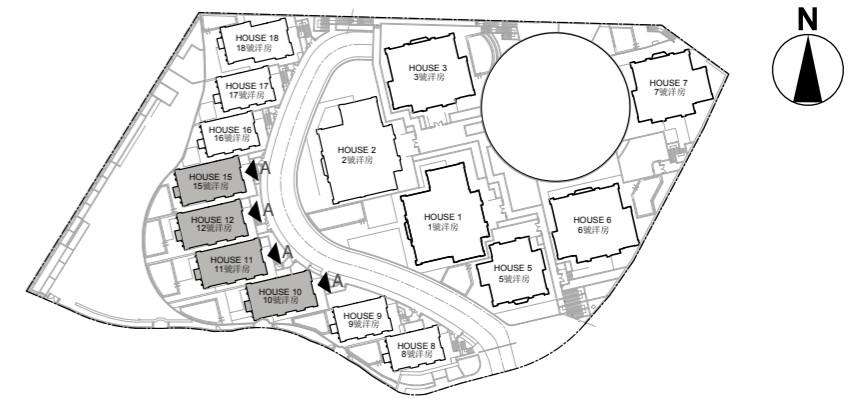 N
HOUSE 18
18號洋房
HOUSE 17
17號洋房
HOUSE 16
16號洋房
HOUSE 15
15號洋房
A
HOUSE 12
12號洋房
A
HOUSE 11
11號洋房
A
HOUSE 10
10號洋房
A
HOUSE 9
9號洋房
HOUSE 8
8號洋房
HOUSE 3
3號洋房
HOUSE 2
2號洋房
HOUSE 1
1號洋房
HOUSE 7
7號洋房
HOUSE 6
6號洋房
HOUSE 5
5號洋房